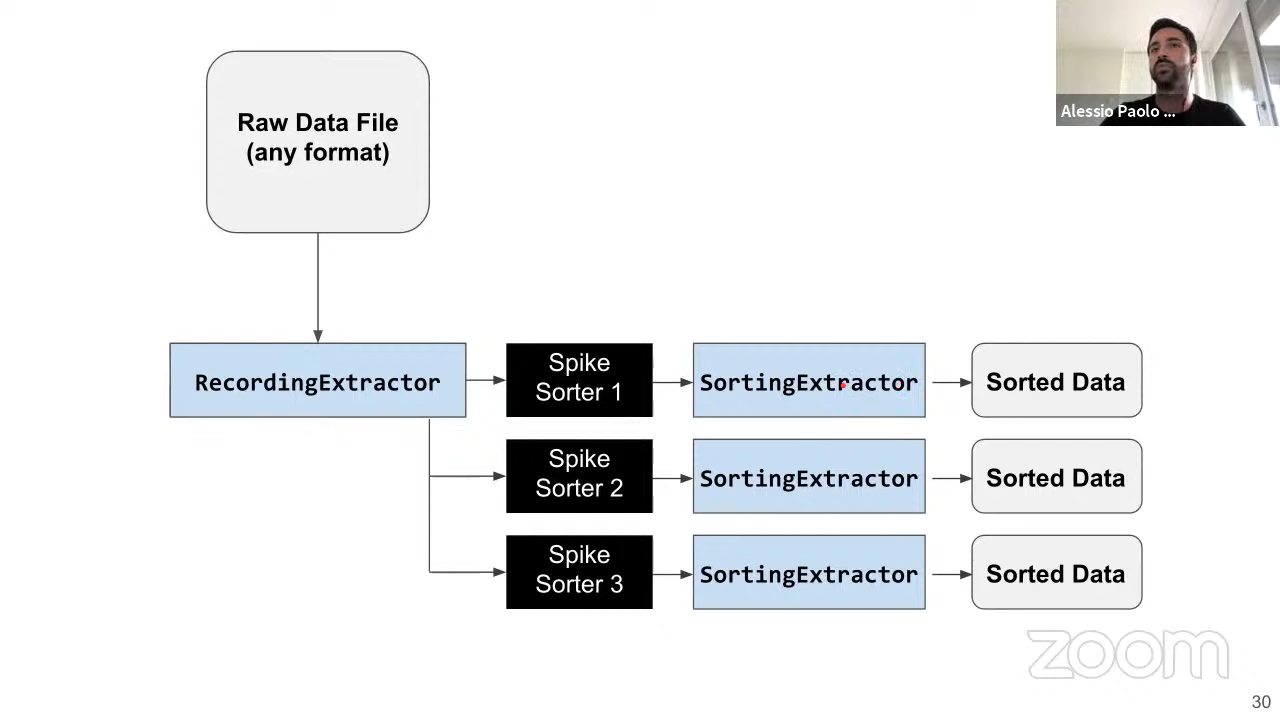 Alessio Paolo ...
Raw Data File
(any format)
RecordingExtractor
Spike
Sorter 1
SortingExtractor
Sorted Data
Spike
Sorter 2
SortingExtractor
Sorted Data
Spike
Sorter 3
SortingExtractor
Sorted Data
zoom
30